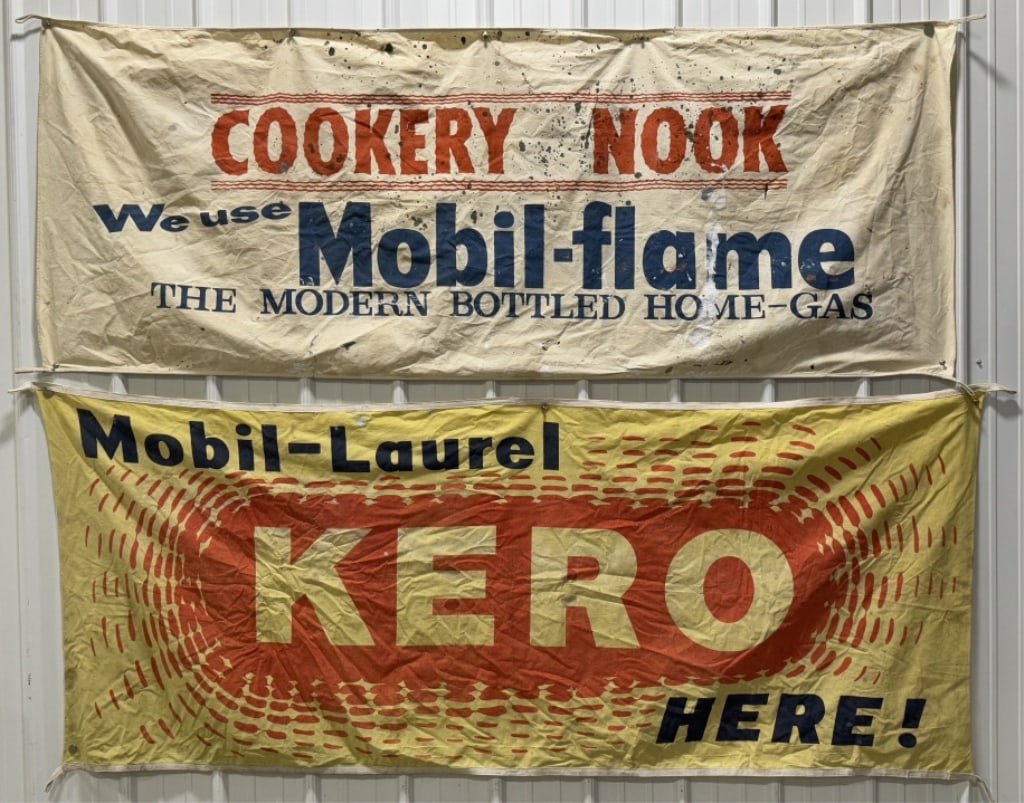 COOKERY NOOK
We use Mobil-flame
THE MODERN BOTTLED HOME-GAS
Mobil-Laurel
KERO
HERE!